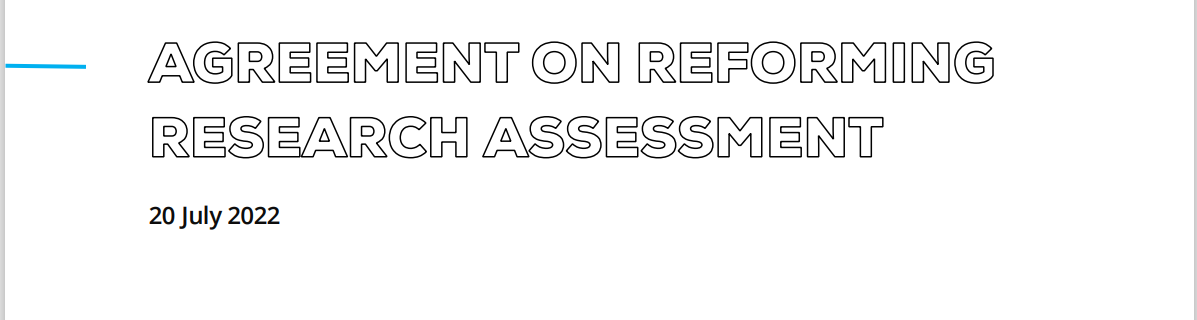 AGREEMENT ON REFORMING
RESEARCH ASSESSMENT
20 July 2022